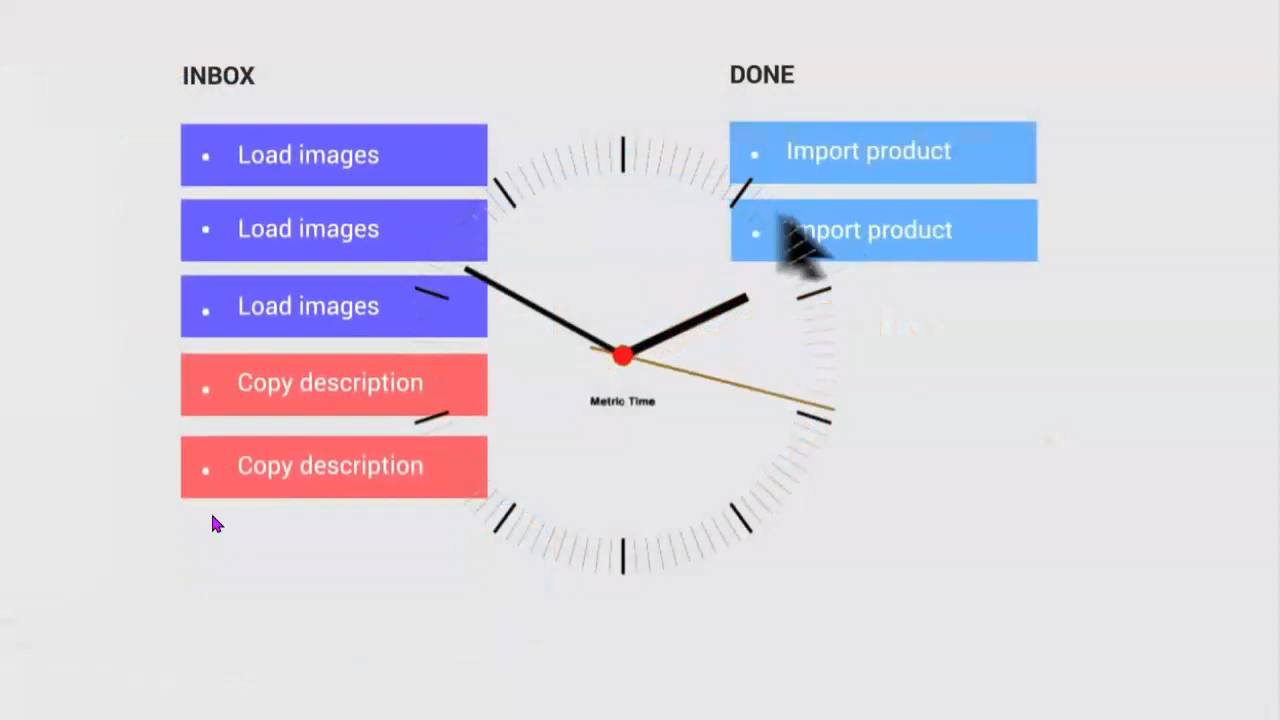 INBOX
Load images
Load images
Load images
Copy description
Copy description
DONE
Import product
Import product
Metric Time